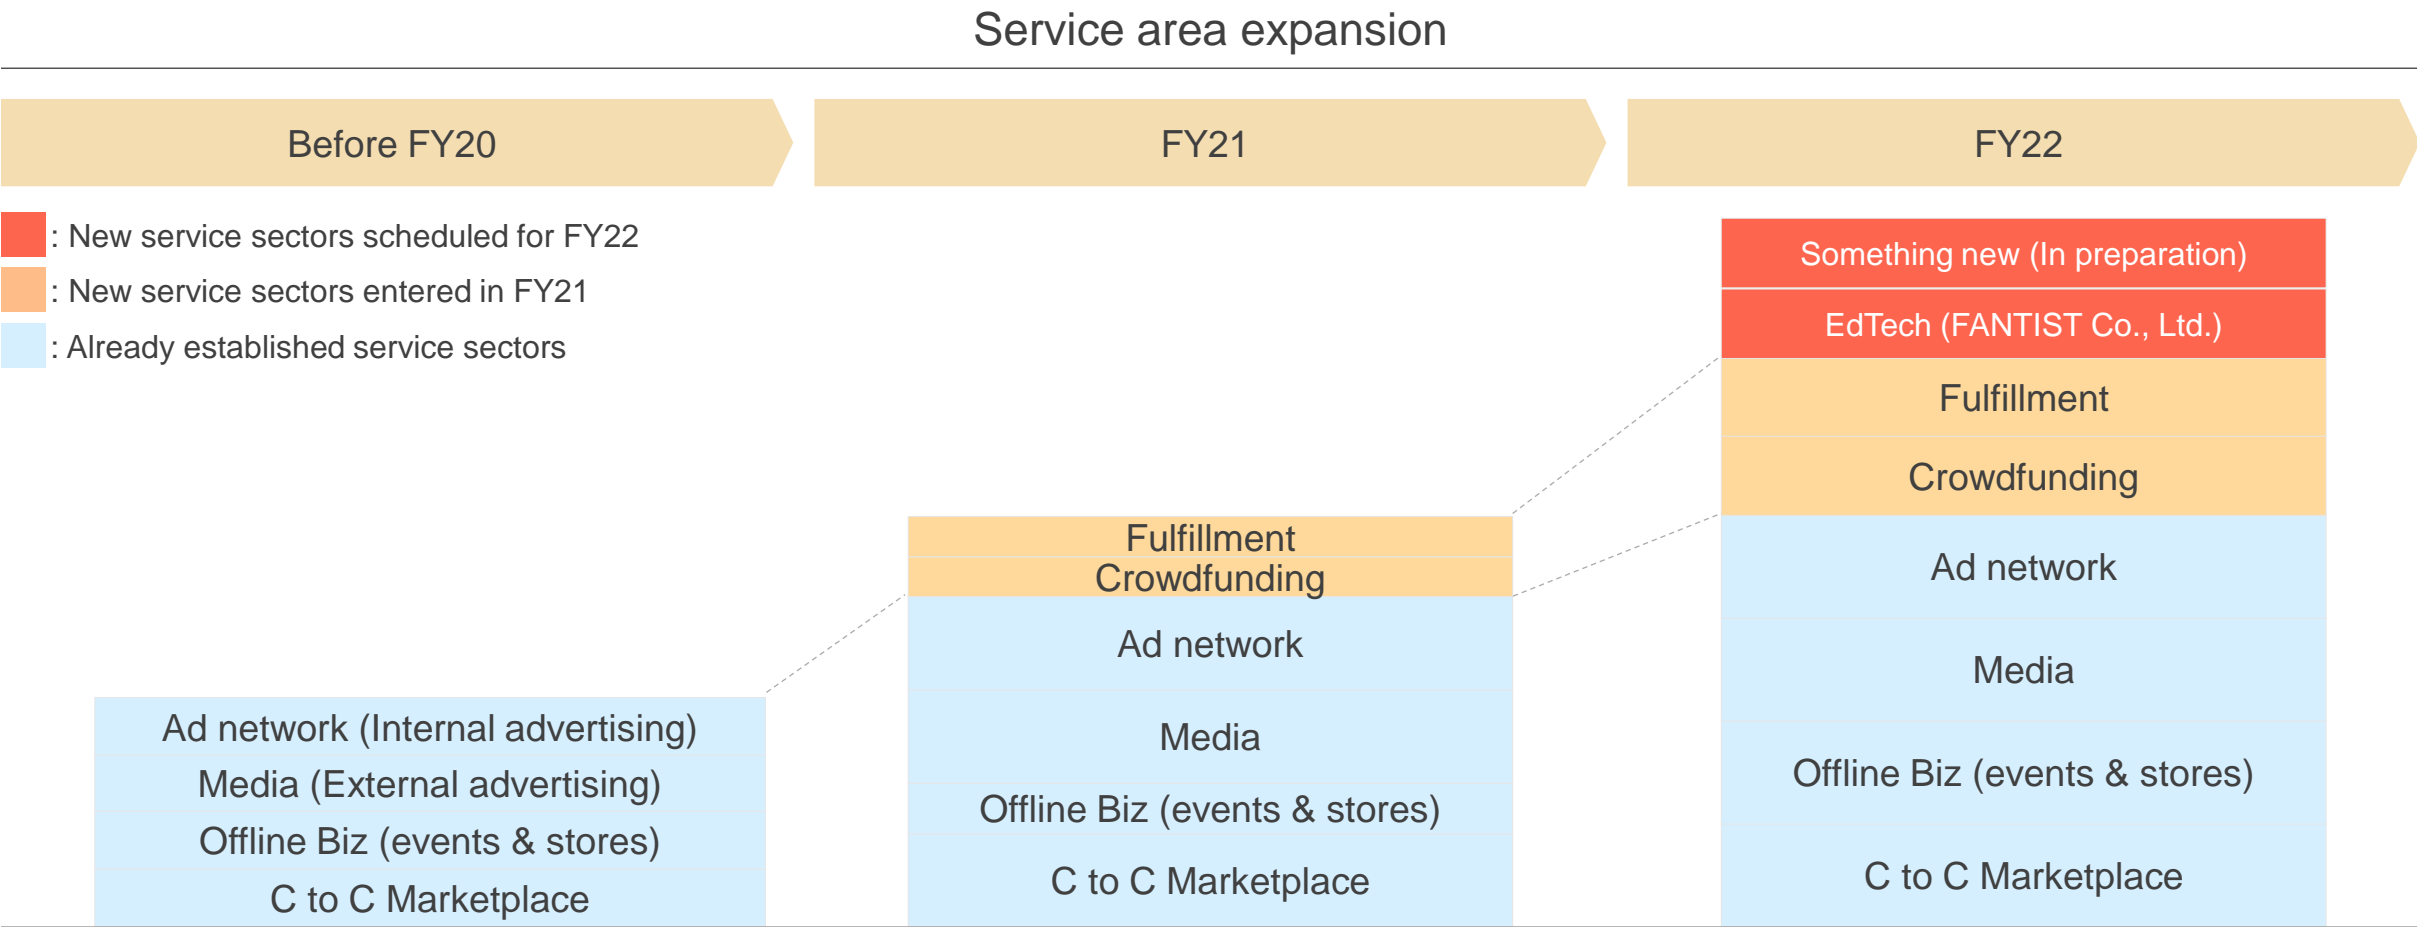 Service area expansion
Before FY20
FY21
FY22
: New service sectors scheduled for FY22
: New service sectors entered in FY21
: Already established service sectors
Ad network (Internal advertising)
Media (External advertising)
Offline Biz (events & stores)
C to C Marketplace
Fulfillment
Crowdfunding
Ad network
Media
Offline Biz (events & stores)
C to C Marketplace
Something new (In preparation)
EdTech (FANTIST Co., Ltd.)
Fulfillment
Crowdfunding
Ad network
Media
Offline Biz (events & stores)
C to C Marketplace